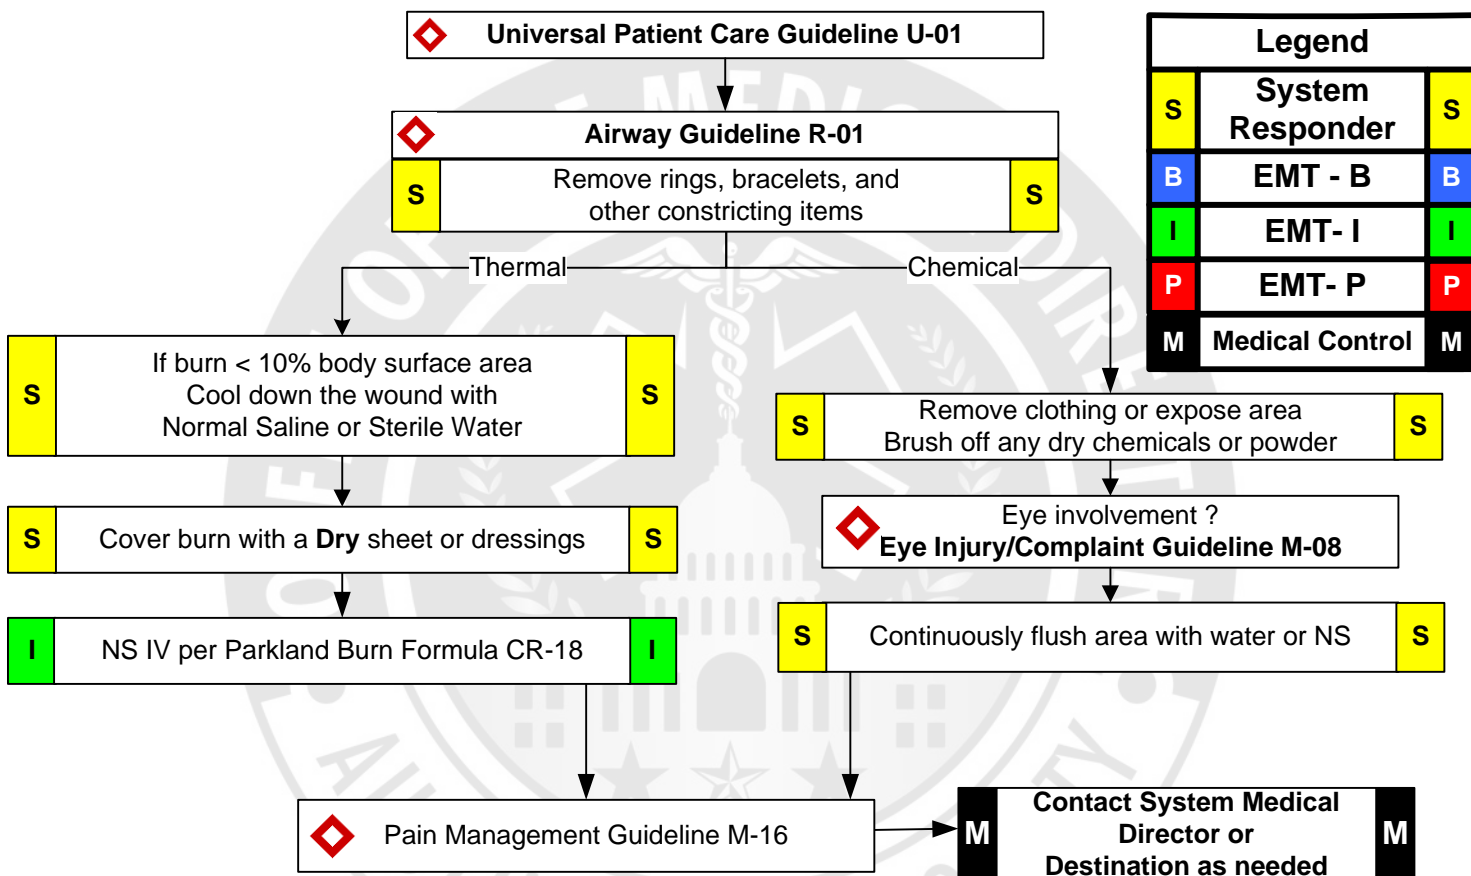 Universal Patient Care Guideline U-01
Legend
S System S
Responder
B EMT - B B
I EMT- I I
P EMT- P P
M Medical Control M
Airway Guideline R-01
S Remove rings, bracelets, and S
other constricting items
Thermal
Chemical
S If burn < 10% body surface area S
Cool down the wound with
Normal Saline or Sterile Water
S Cover burn with a Dry sheet or dressings S
I NS IV per Parkland Burn Formula CR-18 I
S Remove clothing or expose area S
Brush off any dry chemicals or powder
Eye involvement ?
Eye Injury/Complaint Guideline M-08
S Continuously flush area with water or NS S
Pain Management Guideline M-16
M Contact System Medical M
Director or
Destination as needed